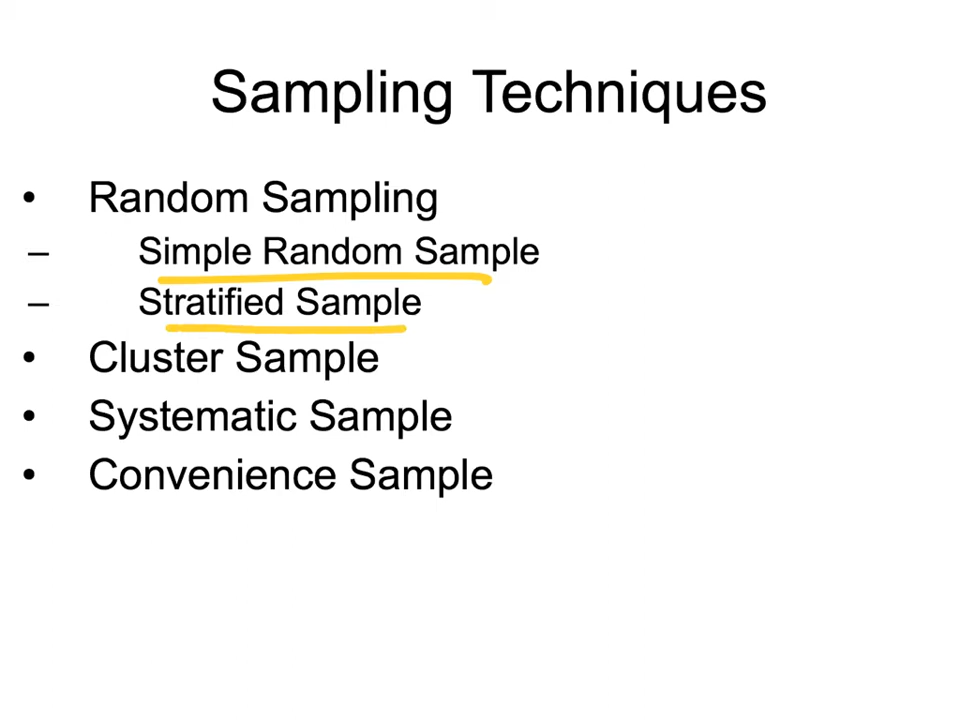 Sampling Techniques
• Random Sampling
– Simple Random Sample
– Stratified Sample
• Cluster Sample
• Systematic Sample
• Convenience Sample